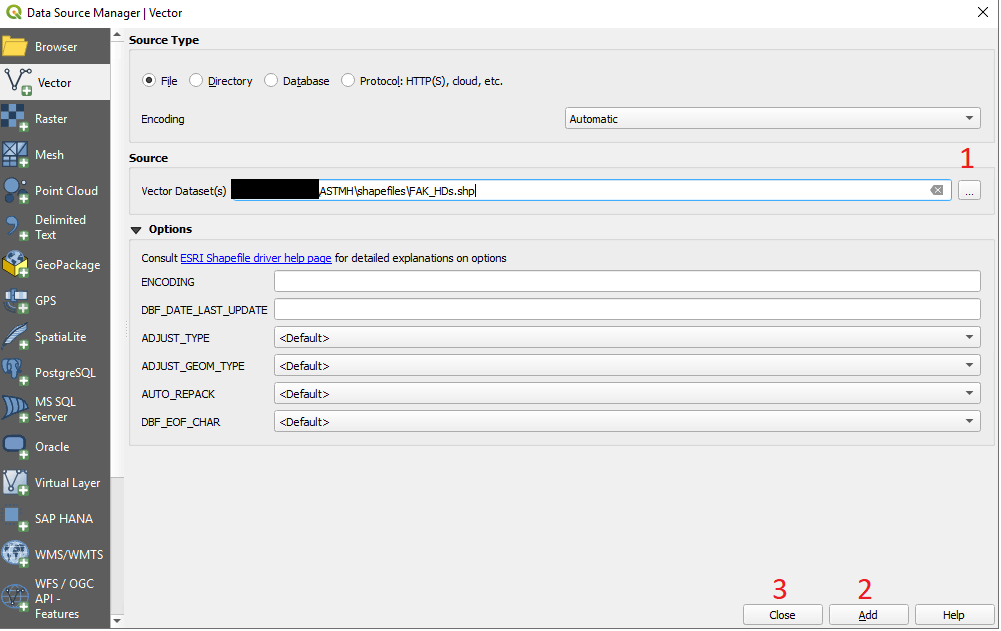 Data Source Manager | Vector
Browser
Vector
Raster
Mesh
Point Cloud
Delimited
Text
GeoPackage
GPS
SpatiaLite
PostgreSQL
MS SQL
Server
Oracle
Virtual Layer
SAP HANA
WMS/WMTS
WFS / OGC
API -
Features
Source Type
File Directory Database Protocol: HTTP(S), cloud, etc.
Encoding Automatic
Source
1
Vector Dataset(s) ASTMH\shapefiles\FAK_HDs.shp ...
Options
Consult ESRI Shapefile driver help page for detailed explanations on options
ENCODING
DBF_DATE_LAST_UPDATE
ADJUST_TYPE <Default>
ADJUST_GEOM_TYPE <Default>
AUTO_REPACK <Default>
DBF_EOF_CHAR <Default>
3 2
Close Add Help